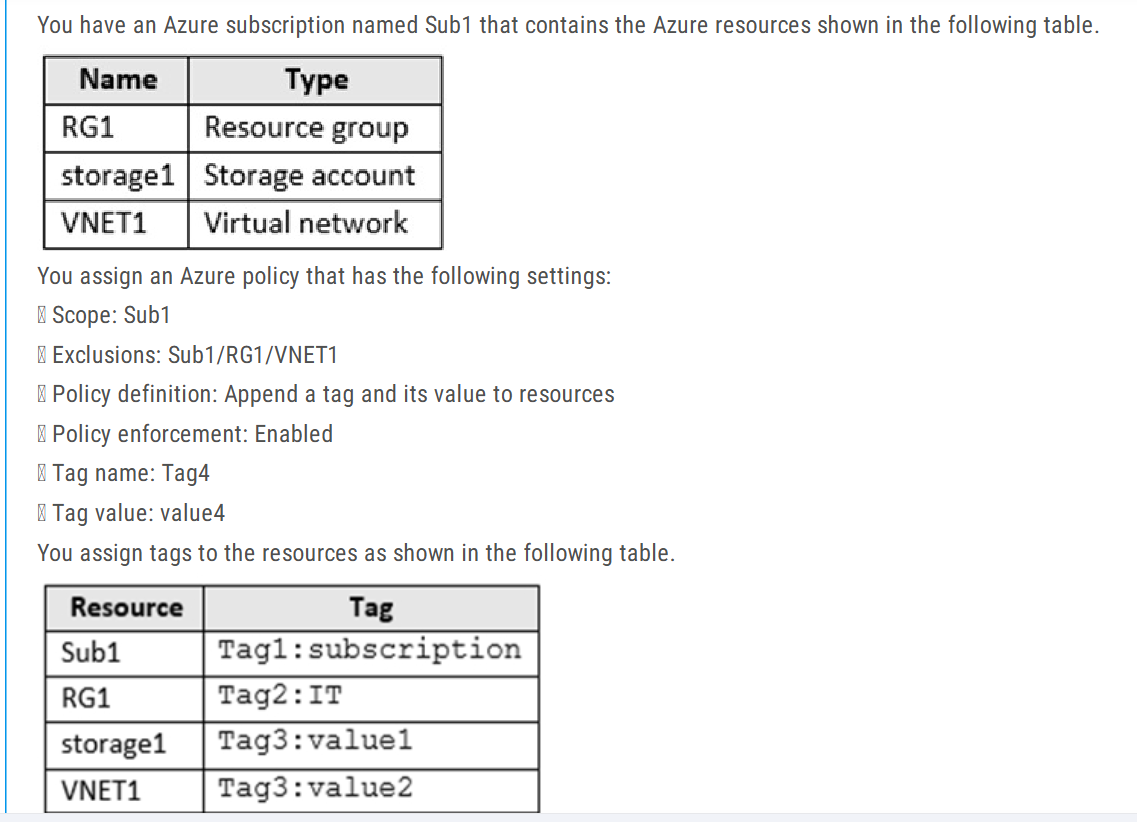 You have an Azure subscription named Sub1 that contains the Azure resources shown in the following table.
Name Type
RG1 Resource group
storage1 Storage account
VNET1 Virtual network
You assign an Azure policy that has the following settings:
Scope: Sub1
Exclusions: Sub1/RG1/VNET1
Policy definition: Append a tag and its value to resources
Policy enforcement: Enabled
Tag name: Tag4
Tag value: value4
You assign tags to the resources as shown in the following table.
Resource Tag
Sub1 Tag1:subscription
RG1 Tag2:IT
storage1 Tag3:value1
VNET1 Tag3:value2